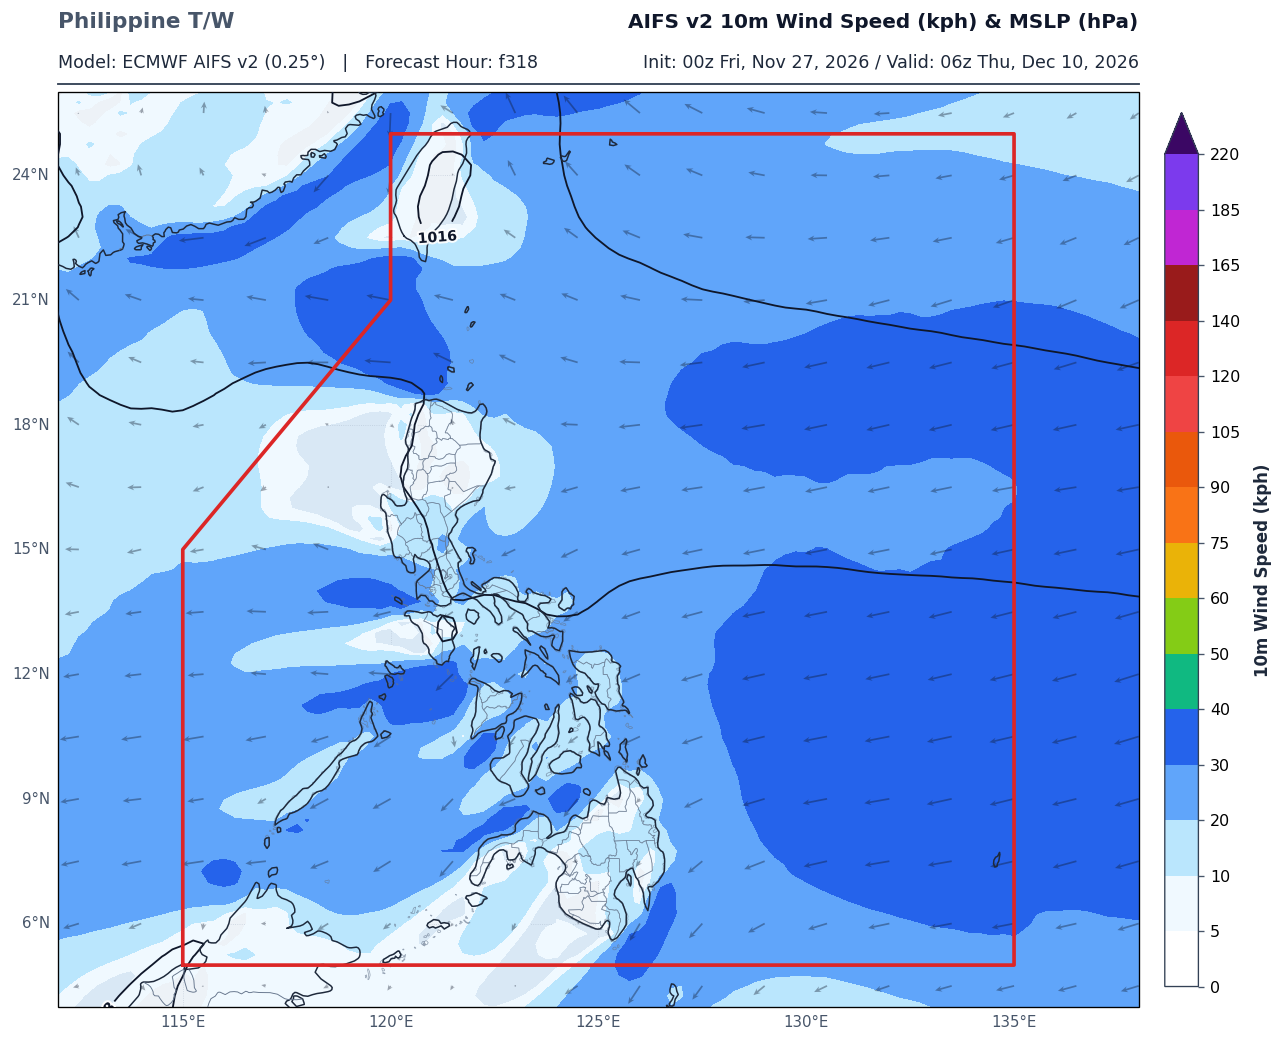 Philippine T/W
AIFS v2 10m Wind Speed (kph) & MSLP (hPa)
Model: ECMWF AIFS v2 (0.25°) | Forecast Hour: f318
Init: 00z Fri, Nov 27, 2026 / Valid: 06z Thu, Dec 10, 2026
24°N
21°N
18°N
15°N
12°N
9°N
6°N
1016
115°E
120°E
125°E
130°E
135°E
220
185
165
140
120
105
90
75
60
50
40
30
20
10
5
0
10m Wind Speed (kph)